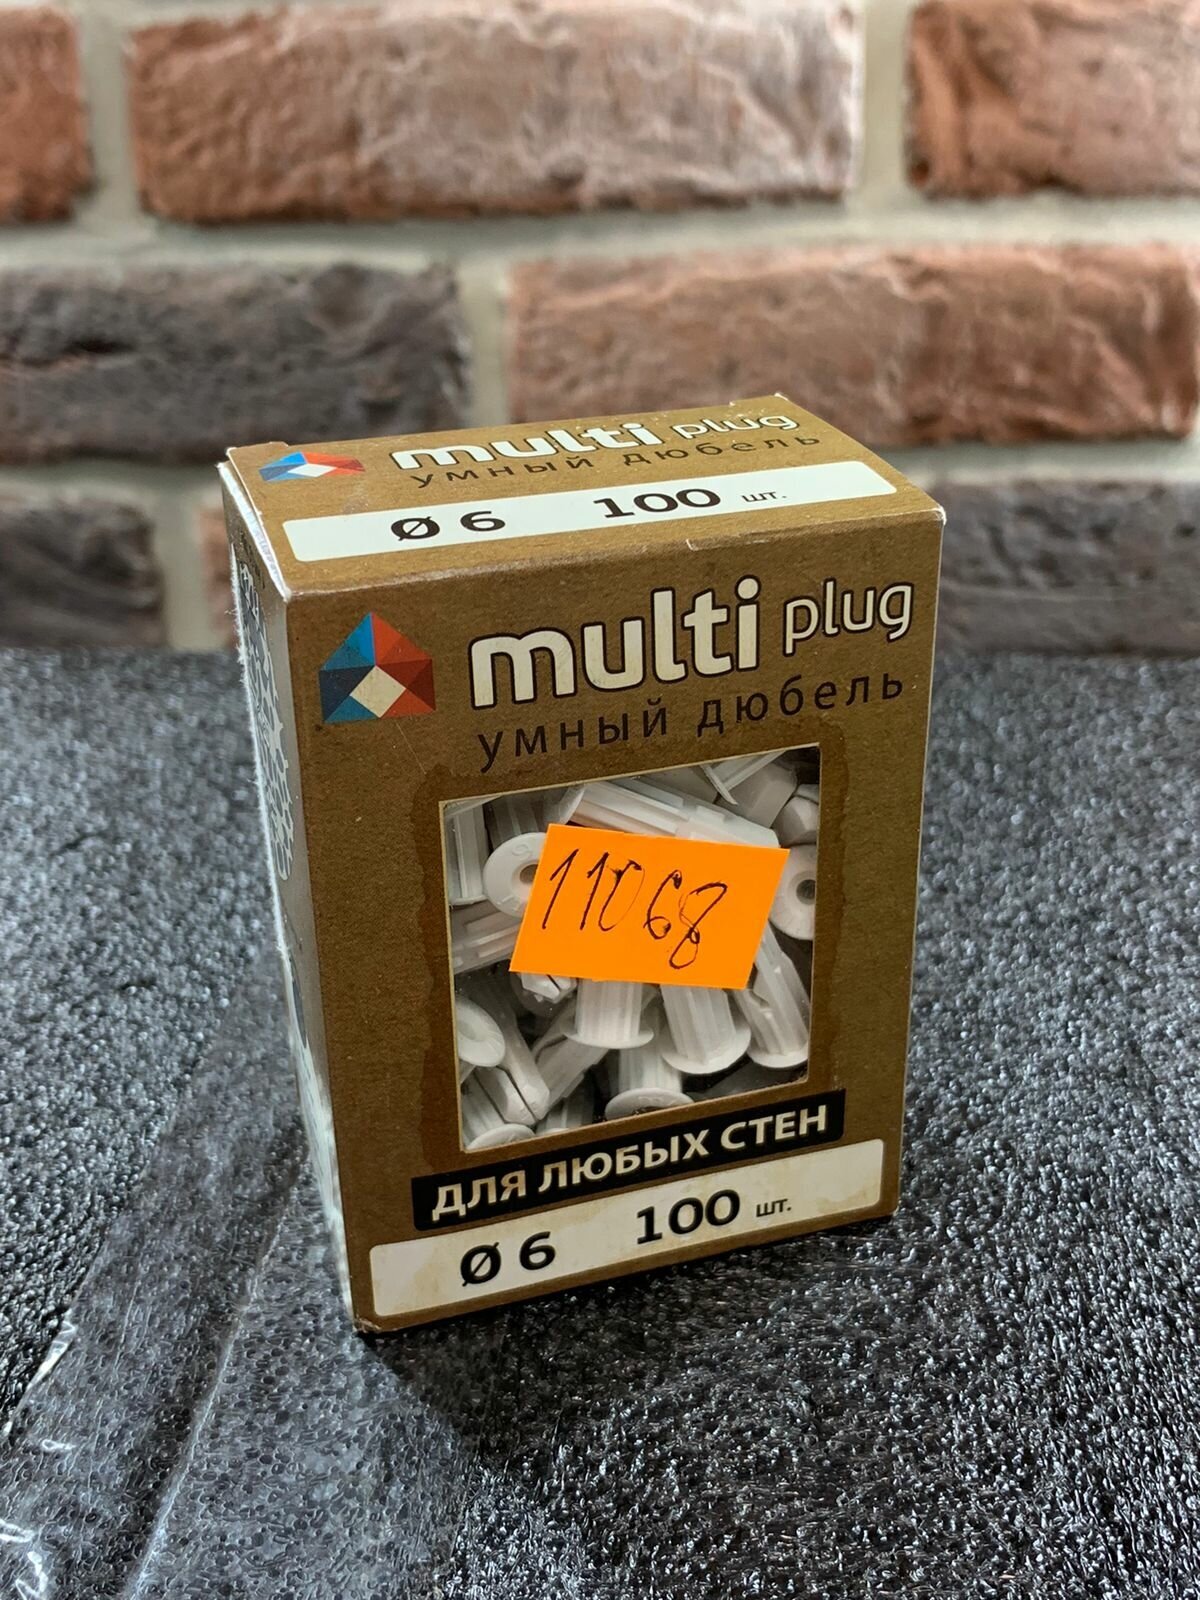 multi plug
умный дюбель
Ø 6 100 шт.
multi plug
умный дюбель
11068
ДЛЯ ЛЮБЫХ СТЕН
Ø 6 100 шт.